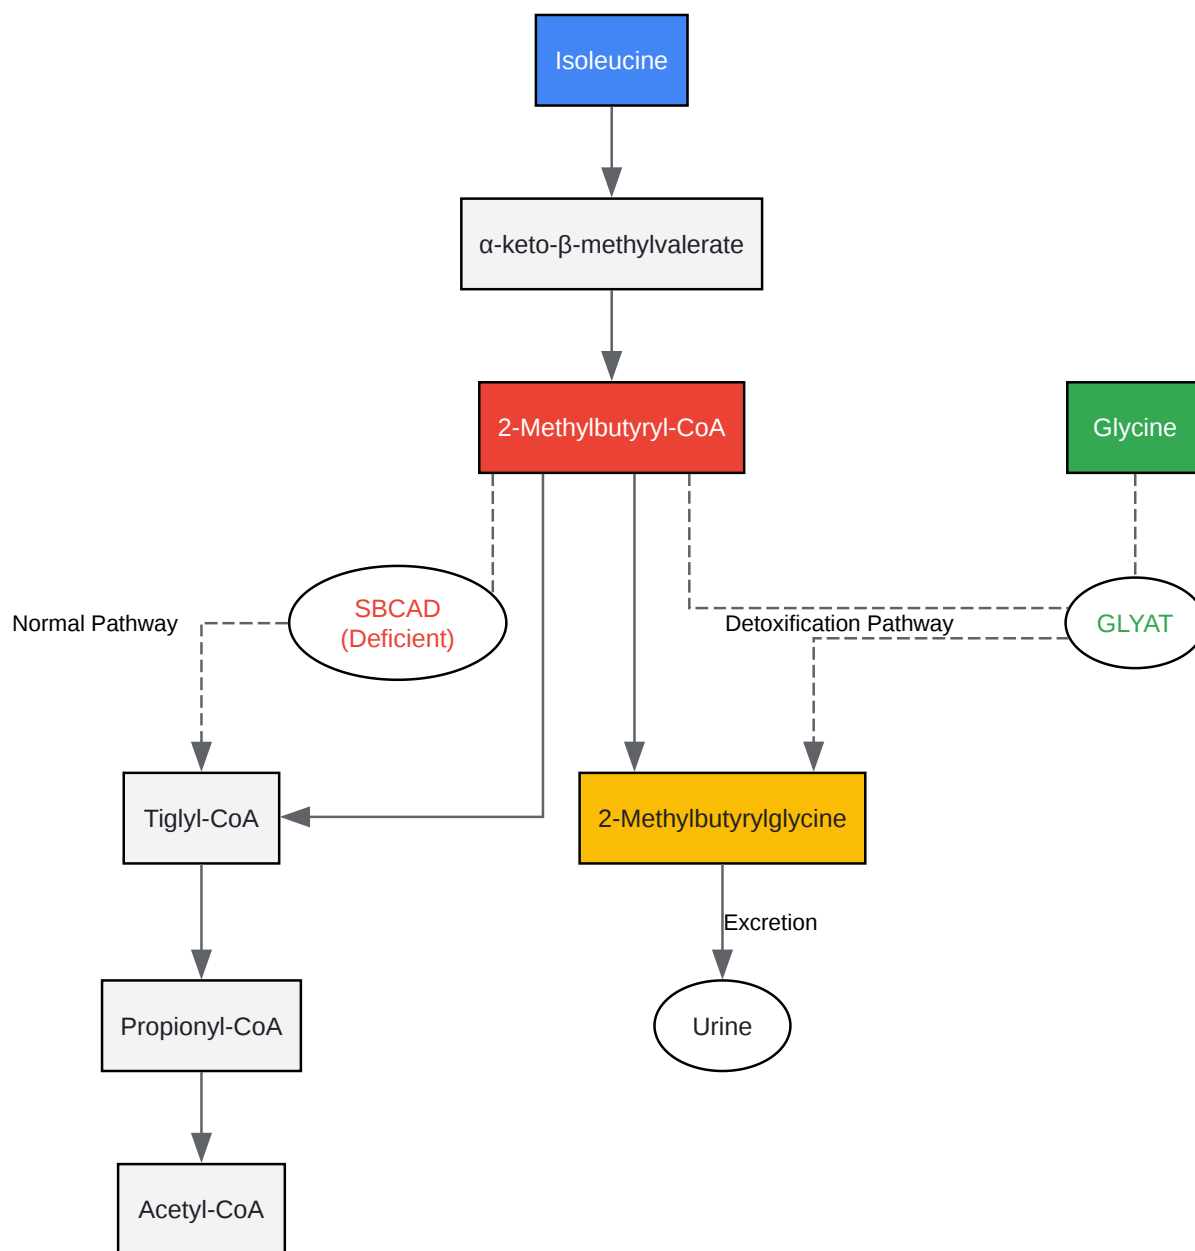 Isoleucine
α-keto-β-methylvalerate
2-Methylbutyryl-CoA
Glycine
Normal Pathway
SBCAD
(Deficient)
Detoxification Pathway
GLYAT
Tiglyl-CoA
2-Methylbutyrylglycine
Excretion
Propionyl-CoA
Urine
Acetyl-CoA